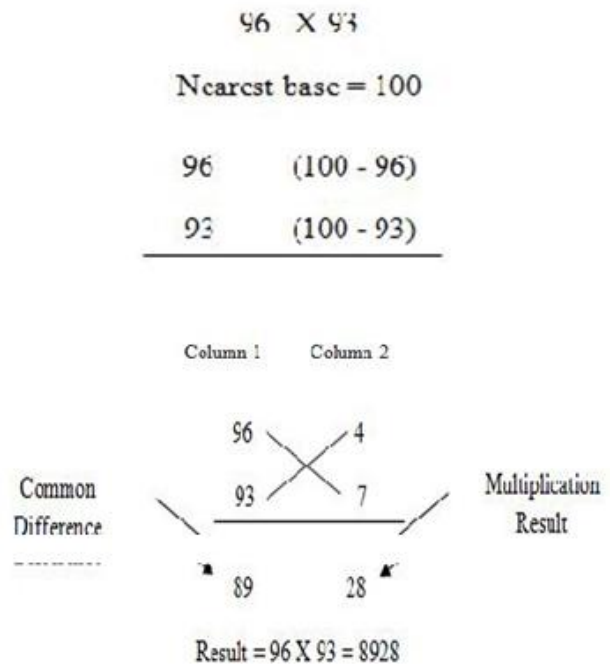 96 X 93
Nearest base = 100
96 (100 - 96)
93 (100 - 93)
Column 1 Column 2
96 4
93 7
Common Difference
Multiplication Result
89 28
Result = 96 X 93 = 8928